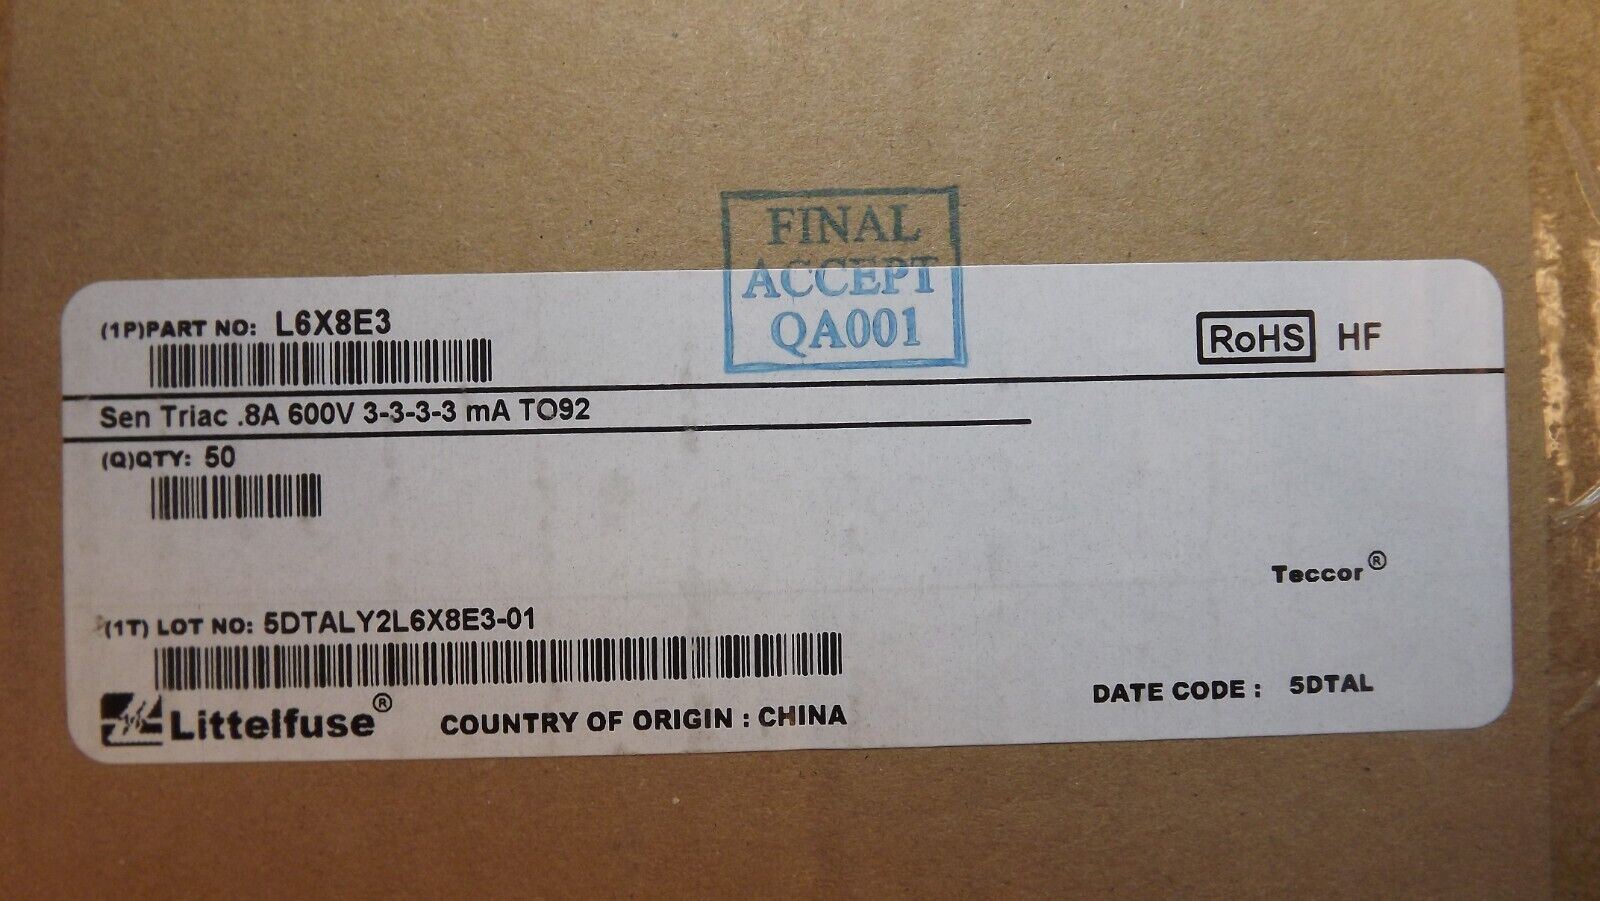 FINAL
ACCEPT
QA001
(1P)PART NO: L6X8E3
RoHS HF
Sen Triac .8A 600V 3-3-3-3 mA TO92
(Q)QTY: 50
Teccor®
(1T) LOT NO: 5DTALY2L6X8E3-01
DATE CODE : 5DTAL
Littelfuse® COUNTRY OF ORIGIN : CHINA